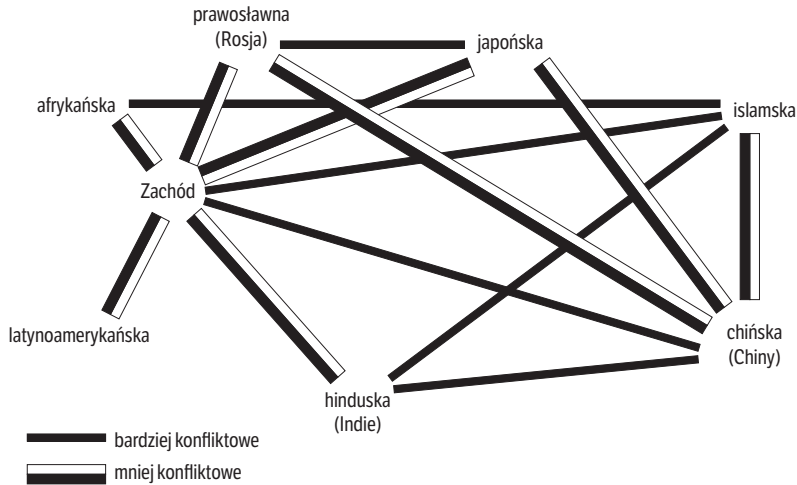 prawosławna
(Rosja)
japońska
afrykańska
islamska
Zachód
latynoamerykańska
chińska
(Chiny)
hinduska
(Indie)
bardziej konfliktowe
mniej konfliktowe